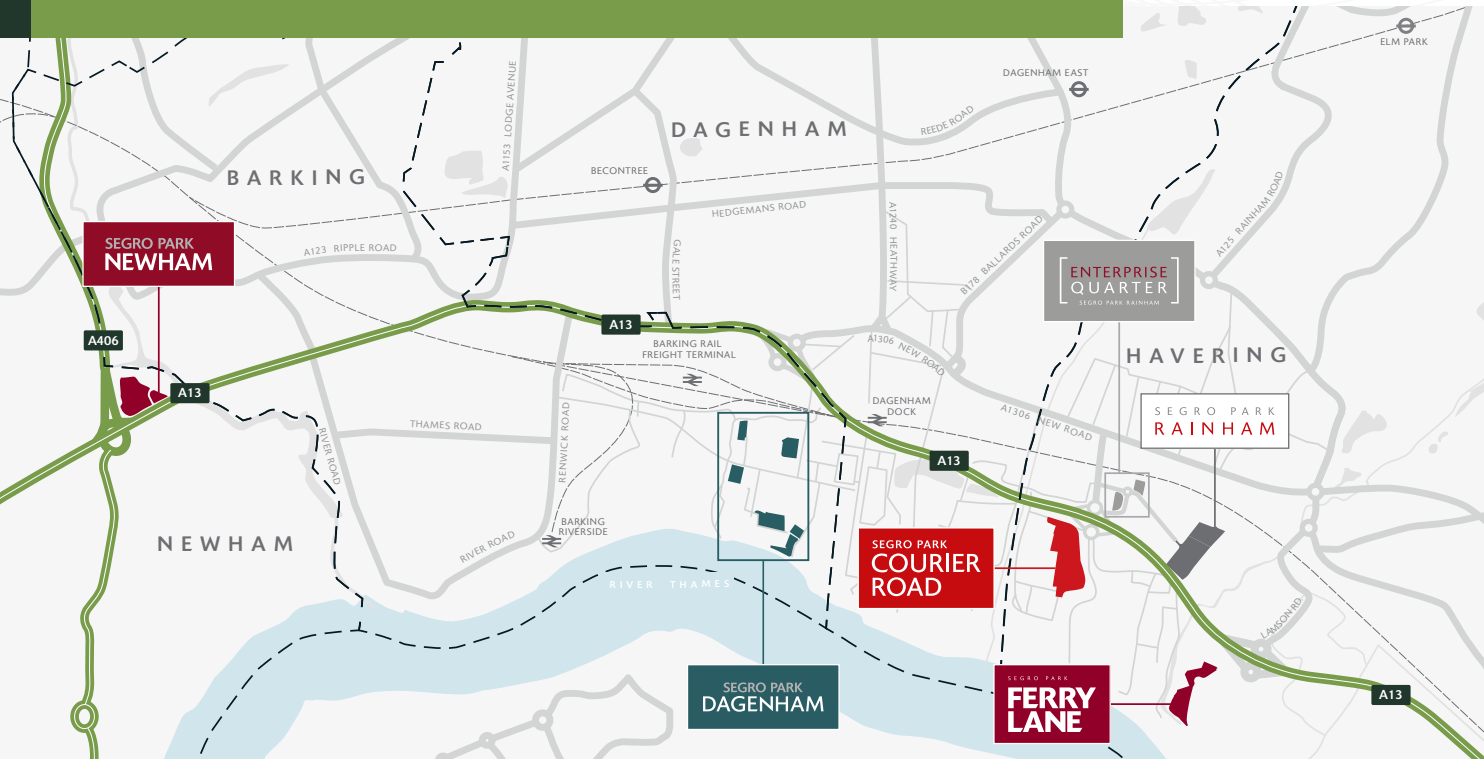 ELM PARK
DAGENHAM EAST
A1153 LODGE AVENUE
REEDE ROAD
DAGENHAM
BECONTREE
BARKING
HEDGEMANS ROAD
A1240 HEATHWAY
A125 RAINHAM ROAD
B178 BALLARDS ROAD
SEGRO PARK
NEWHAM
A123 RIPPLE ROAD
GALE STREET
ENTERPRISE
QUARTER
SEGRO PARK RAINHAM
A406
A13
BARKING RAIL
FREIGHT TERMINAL
A1306 NEW ROAD
HAVERING
A13
DAGENHAM
DOCK
A1306 NEW ROAD
SEGRO PARK
RAINHAM
THAMES ROAD
RIVER ROAD
RENWICK ROAD
A13
BARKING
RIVERSIDE
NEWHAM
RIVER ROAD
SEGRO PARK
COURIER
ROAD
RIVER THAMES
LAMSON RD.
SEGRO PARK
DAGENHAM
SEGRO PARK
FERRY
LANE
A13